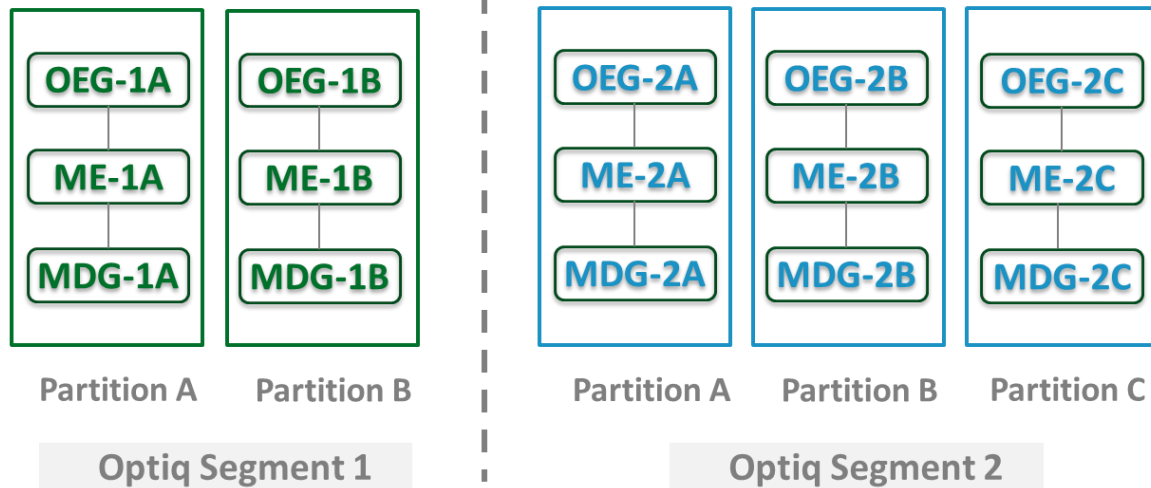 OEG-1A
ME-1A
MDG-1A
Partition A
OEG-1B
ME-1B
MDG-1B
Partition B
Optiq Segment 1
OEG-2A
ME-2A
MDG-2A
Partition A
OEG-2B
ME-2B
MDG-2B
Partition B
OEG-2C
ME-2C
MDG-2C
Partition C
Optiq Segment 2